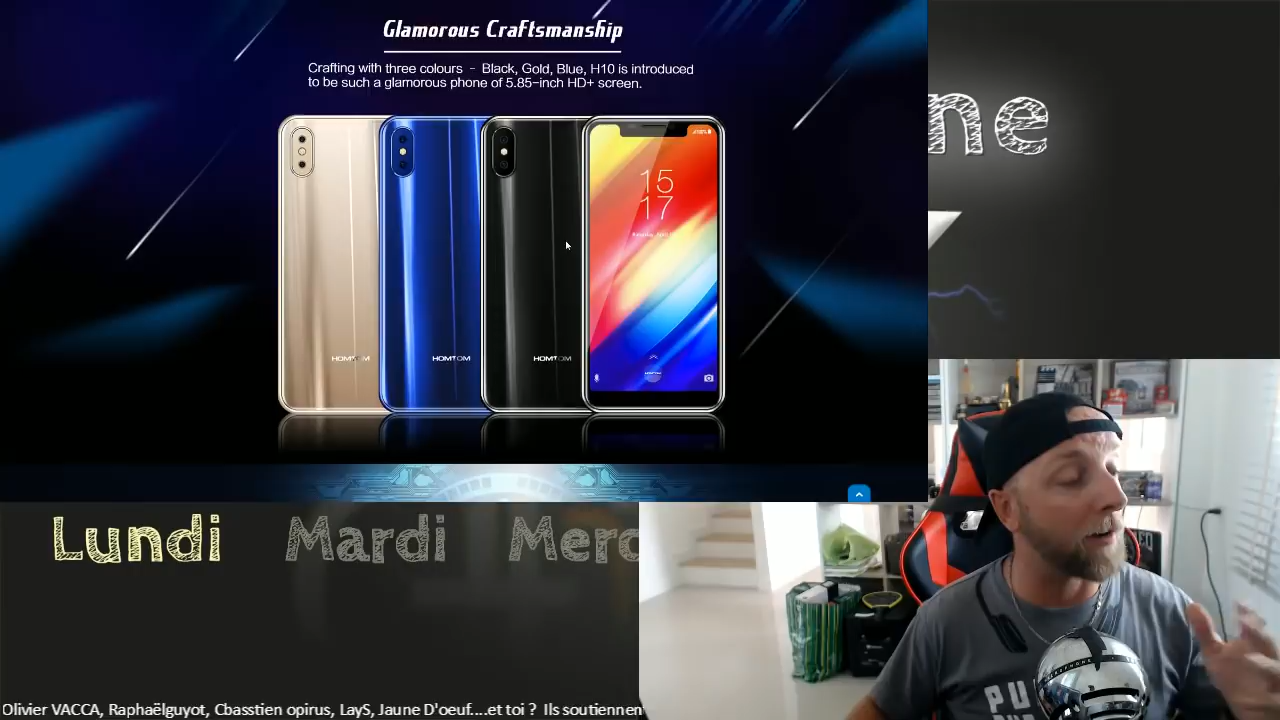 Glamorous Craftsmanship
Crafting with three colours - Black, Gold, Blue, H10 is introduced
to be such a glamorous phone of 5.85-inch HD+ screen.
ne
15
17
HOMTOM
HOMTOM
HOMTOM
Lundi
Mardi
Merc
PU
Olivier VACCA, Raphaëlguyot, Cbasstien opirus, LayS, Jaune D'oeuf....et toi ? Ils soutiennen